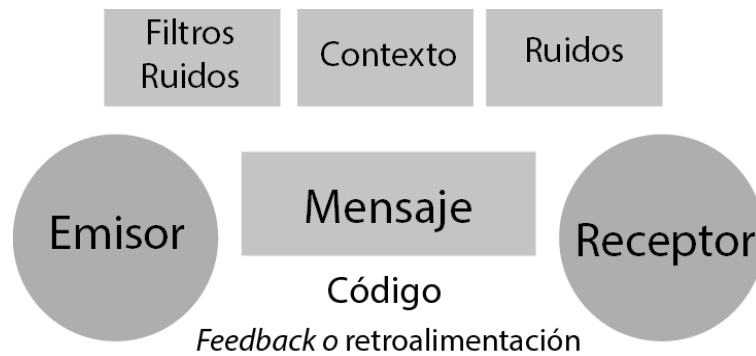 Filtros
Ruidos
Contexto
Ruidos
Emisor
Mensaje
Receptor
Código
Feedback o retroalimentación